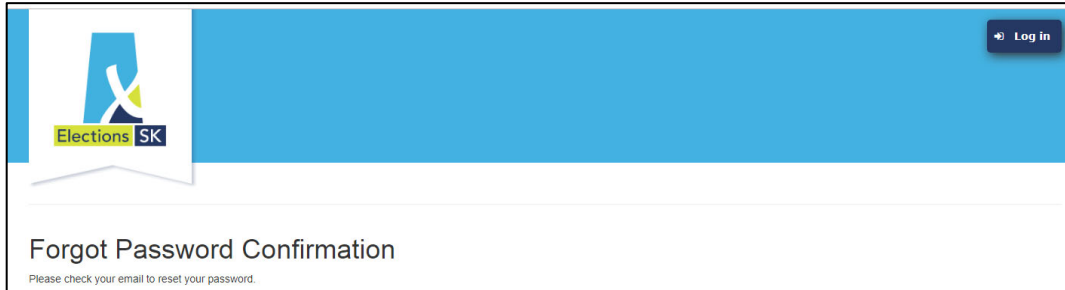 Log in
Elections SK
Forgot Password Confirmation
Please check your email to reset your password.